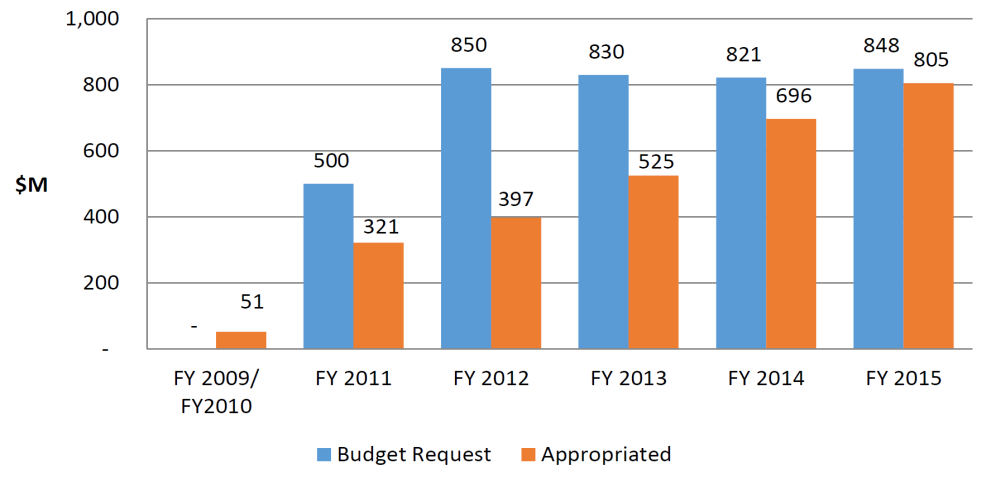 1,000
850
848
830
821
805
800
696
600
525
500
$M
397
400
321
200
51
-
-
FY 2009/
FY2010
FY 2011
FY 2012
FY 2013
FY 2014
FY 2015
Budget Request
Appropriated